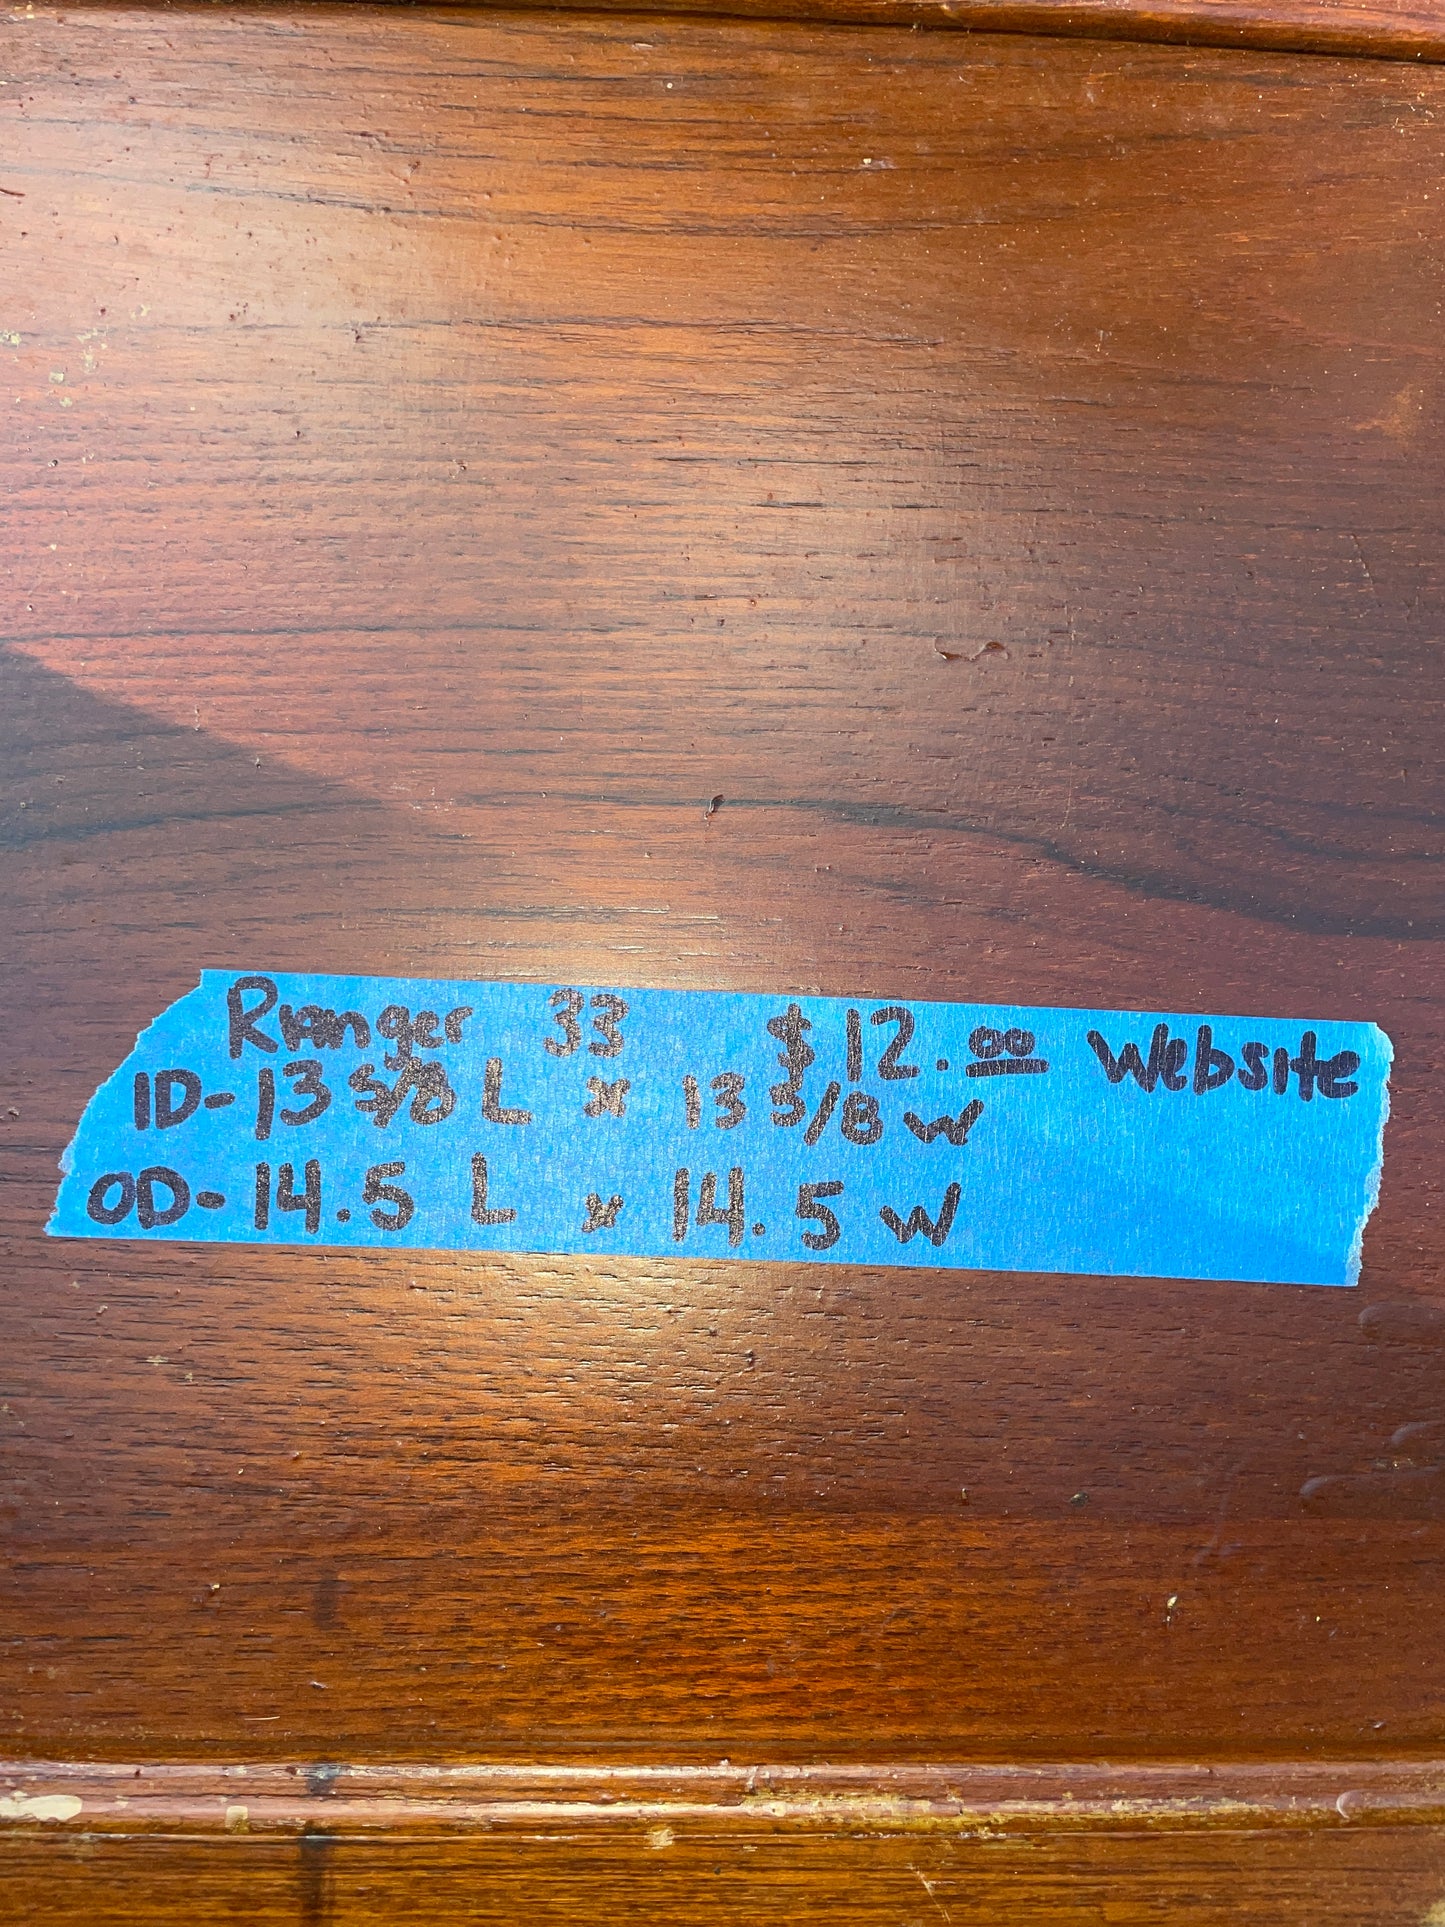 Ranger 33 $12.00 Website
ID-13 3/8 L x 13 3/8 W
OD-14.5 L x 14.5 W